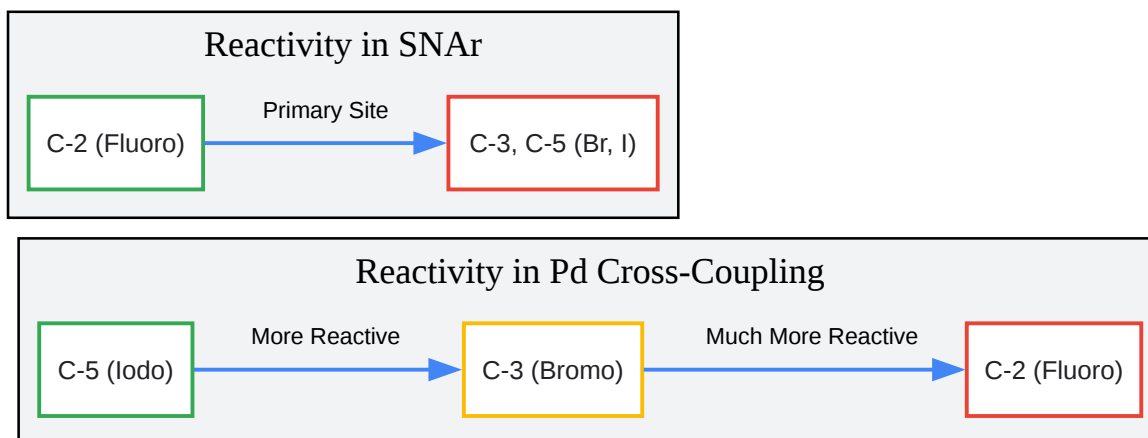 Reactivity in SNAr
Primary Site
C-2 (Fluoro)
C-3, C-5 (Br, I)
Reactivity in Pd Cross-Coupling
More Reactive
Much More Reactive
C-5 (Iodo)
C-3 (Bromo)
C-2 (Fluoro)